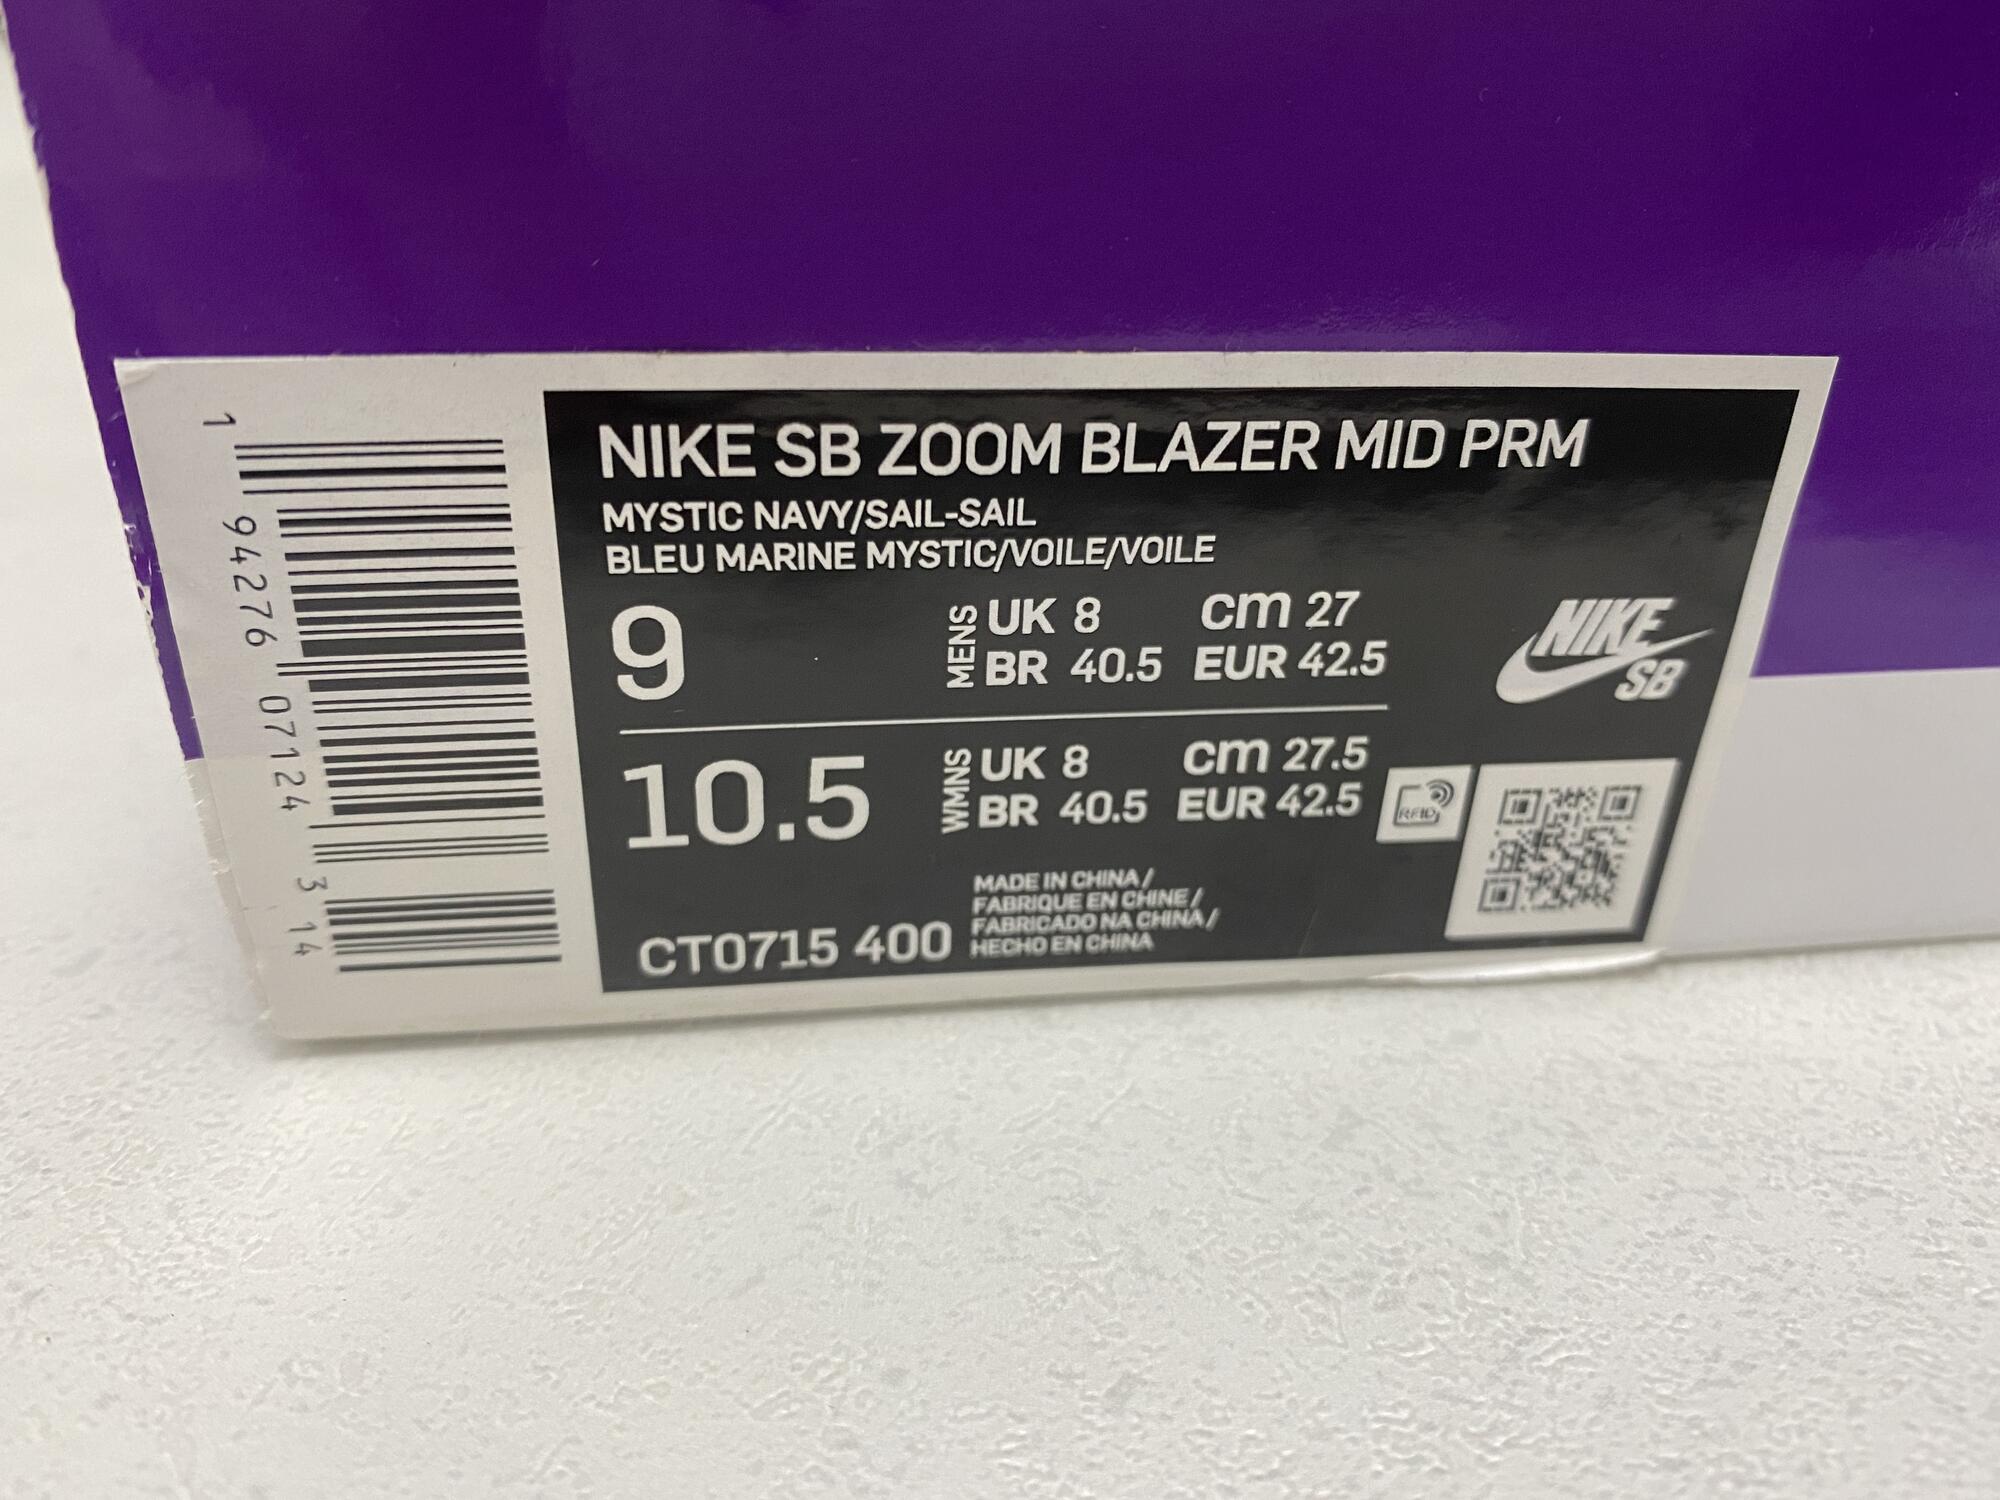 1 94276 07124 3 14
NIKE SB ZOOM BLAZER MID PRM
MYSTIC NAVY/SAIL-SAIL
BLEU MARINE MYSTIC/VOILE/VOILE
9
MENS
UK 8 cm 27
BR 40.5 EUR 42.5
NIKE
SB
10.5
WMNS
UK 8 cm 27.5
BR 40.5 EUR 42.5
RFID
CT0715 400
MADE IN CHINA /
FABRIQUE EN CHINE /
FABRICADO NA CHINA /
HECHO EN CHINA